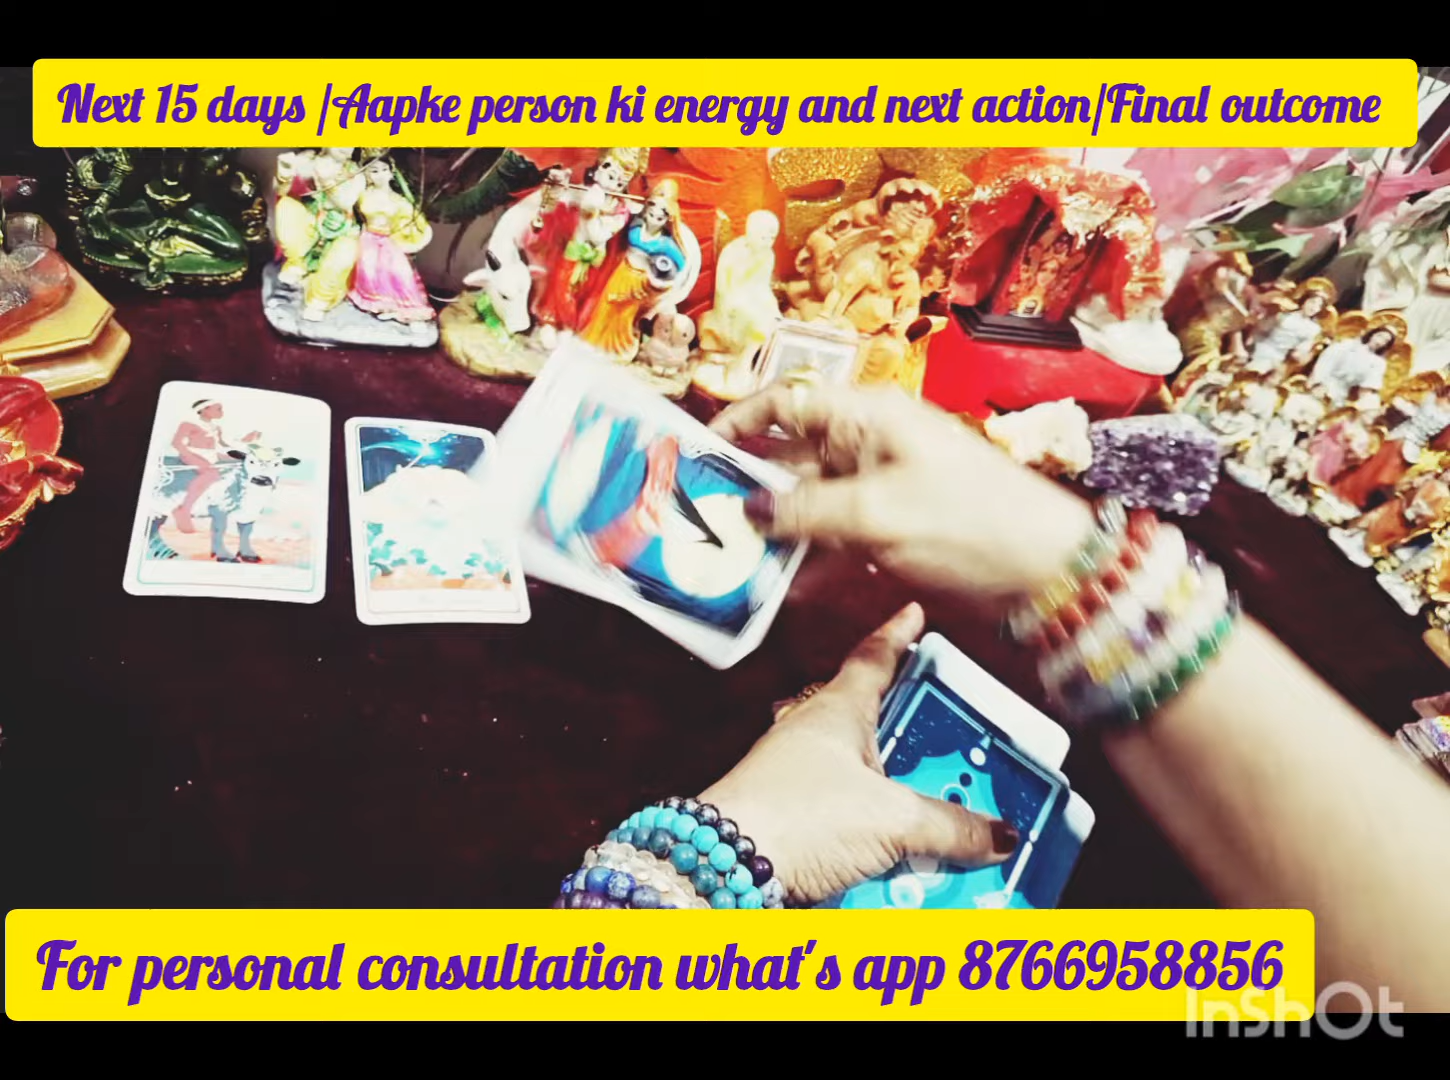 Next 15 days /Aapke person ki energy and next action/Final outcome
For personal consultation what's app 8766958856
InShOt